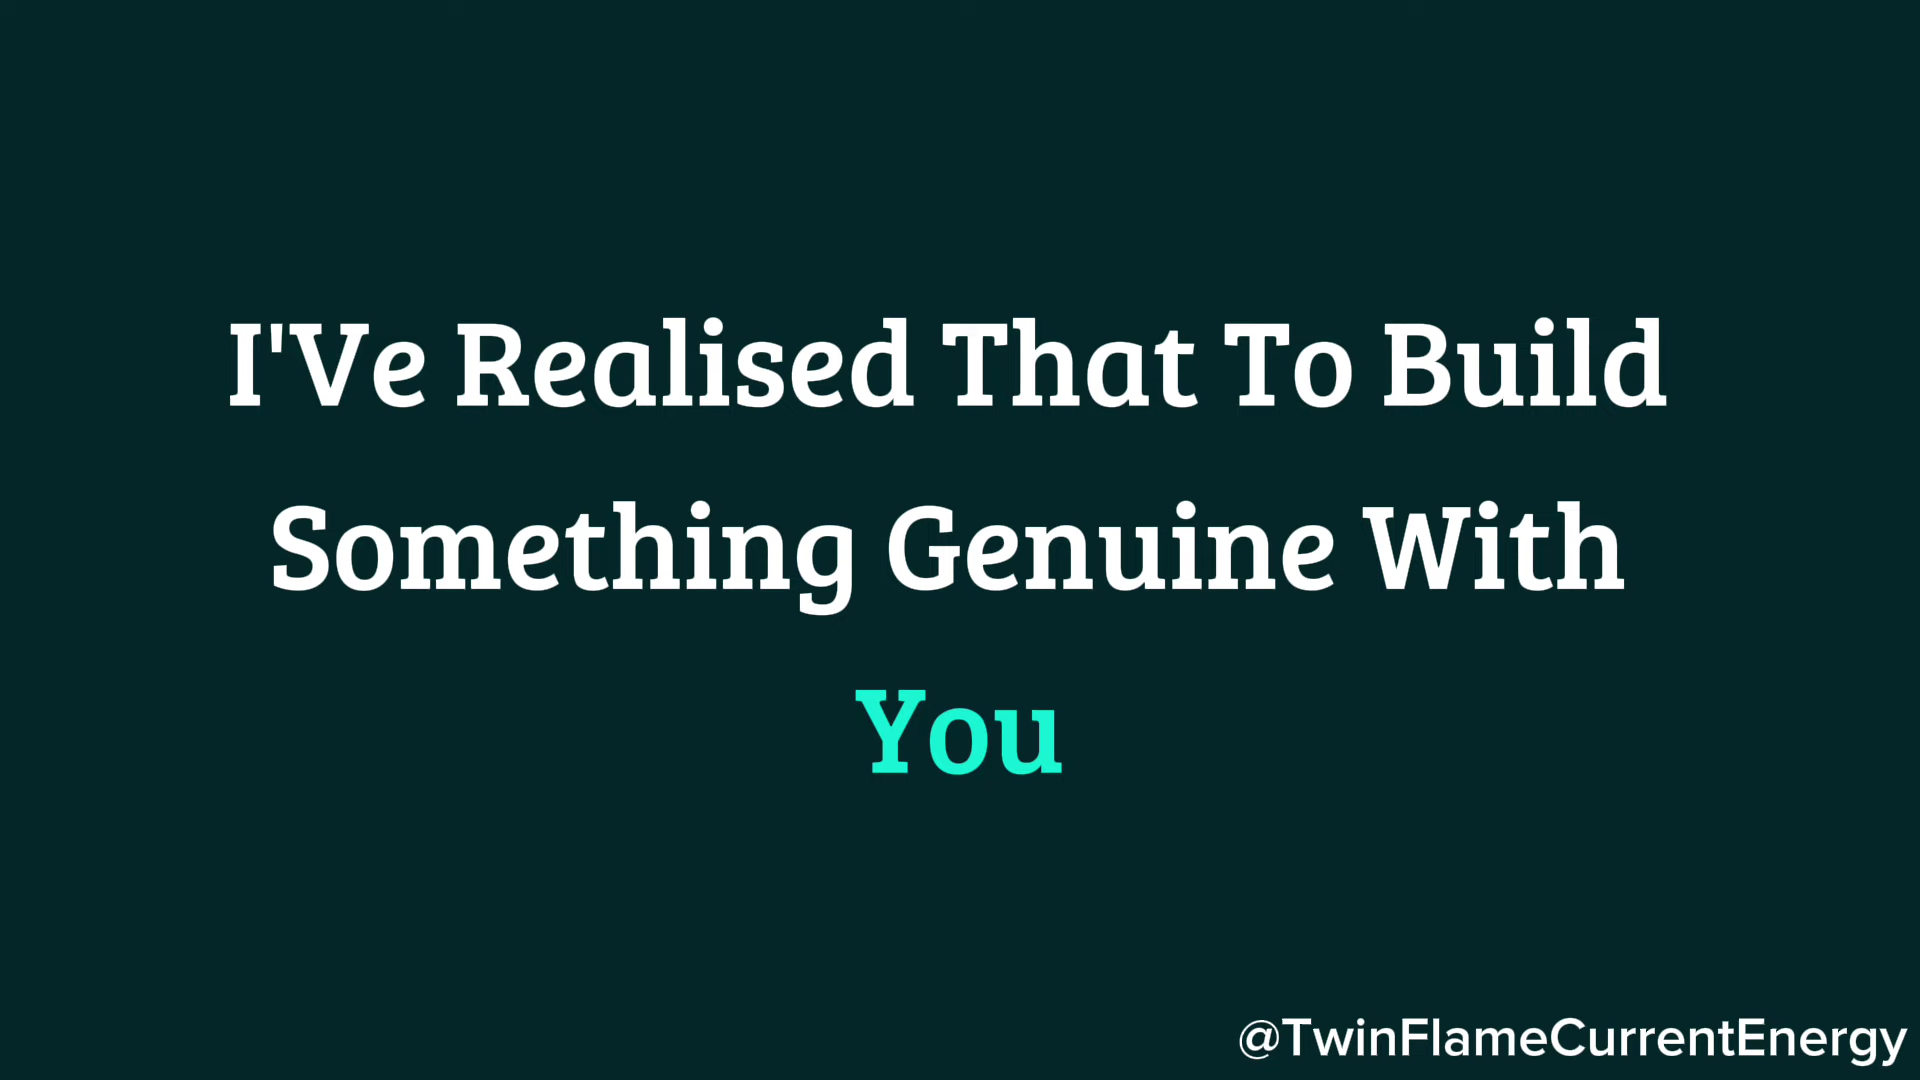 I'Ve Realised That To Build
Something Genuine With
You
@TwinFlameCurrentEnergy